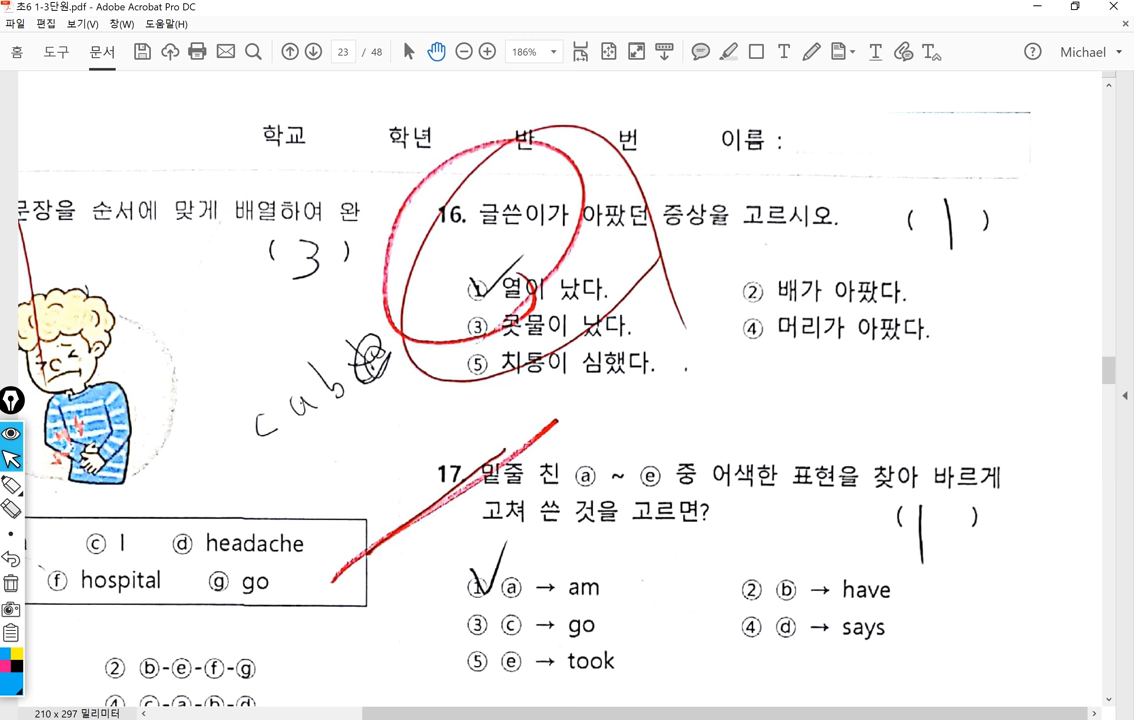 초6 1-3단원.pdf - Adobe Acrobat Pro DC
파일 편집 보기(V) 창(W) 도움말(H)
홈 도구 문서 23 / 48 186% Michael
학교 학년 반 번 이름 :
문장을 순서에 맞게 배열하여 완
( 3 )
c a b
ⓒ I ⓓ headache
ⓕ hospital ⓖ go
② ⓑ-ⓔ-ⓕ-ⓖ
④ ⓒ-ⓐ-ⓑ-ⓓ
16. 글쓴이가 아팠던 증상을 고르시오. ( 1 )
① 열이 났다. ② 배가 아팠다.
③ 콧물이 났다. ④ 머리가 아팠다.
⑤ 치통이 심했다.
17. 밑줄 친 ⓐ ~ ⓔ 중 어색한 표현을 찾아 바르게
고쳐 쓴 것을 고르면? ( 1 )
① ⓐ → am ② ⓑ → have
③ ⓒ → go ④ ⓓ → says
⑤ ⓔ → took
210 x 297 밀리미터